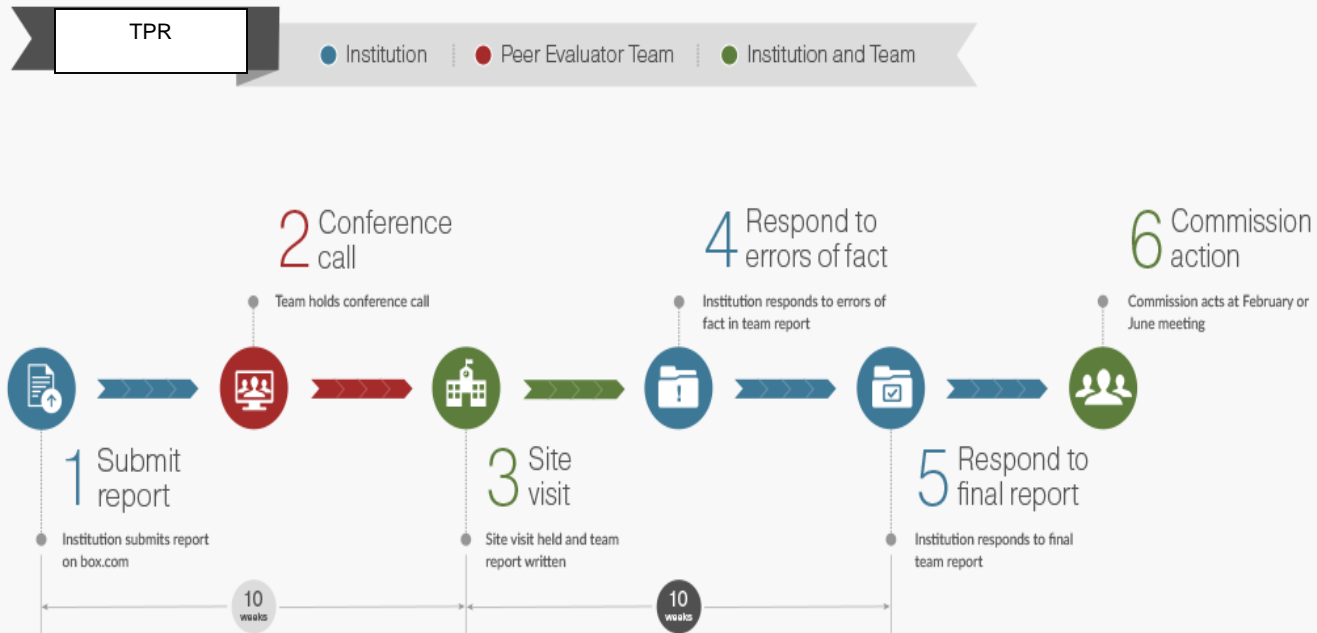 TPR
Institution
Peer Evaluator Team
Institution and Team
1
Submit
report
Institution submits report
on box.com
2
Conference
call
Team holds conference call
3
Site
visit
Site visit held and team
report written
4
Respond to
errors of fact
Institution responds to errors of
fact in team report
!
5
Respond to
final report
Institution responds to final
team report
6
Commission
action
Commission acts at February or
June meeting
10
weeks
10
weeks